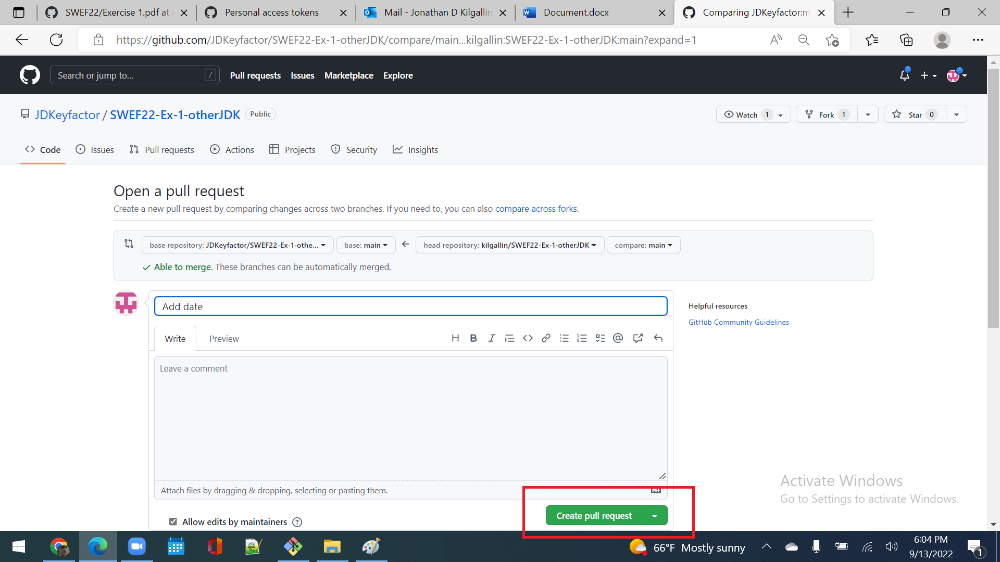 SWEF22/Exercise 1.pdf at
Personal access tokens
Mail - Jonathan D Kilgallin
Document.docx
Comparing JDKeyfactor:m
https://github.com/JDKeyfactor/SWEF22-Ex-1-otherJDK/compare/main...kilgallin:SWEF22-Ex-1-otherJDK:main?expand=1
Search or jump to... /
Pull requests Issues Marketplace Explore
JDKeyfactor / SWEF22-Ex-1-otherJDK Public
Watch 1 Fork 1 Star 0
Code Issues Pull requests Actions Projects Security Insights
Open a pull request
Create a new pull request by comparing changes across two branches. If you need to, you can also compare across forks.
base repository: JDKeyfactor/SWEF22-Ex-1-othe... base: main head repository: kilgallin/SWEF22-Ex-1-otherJDK compare: main
Able to merge. These branches can be automatically merged.
Add date
Helpful resources
GitHub Community Guidelines
Write Preview
Leave a comment
Attach files by dragging & dropping, selecting or pasting them.
Allow edits by maintainers
Create pull request
Activate Windows
Go to Settings to activate Windows.
66°F Mostly sunny
6:04 PM
9/13/2022
1